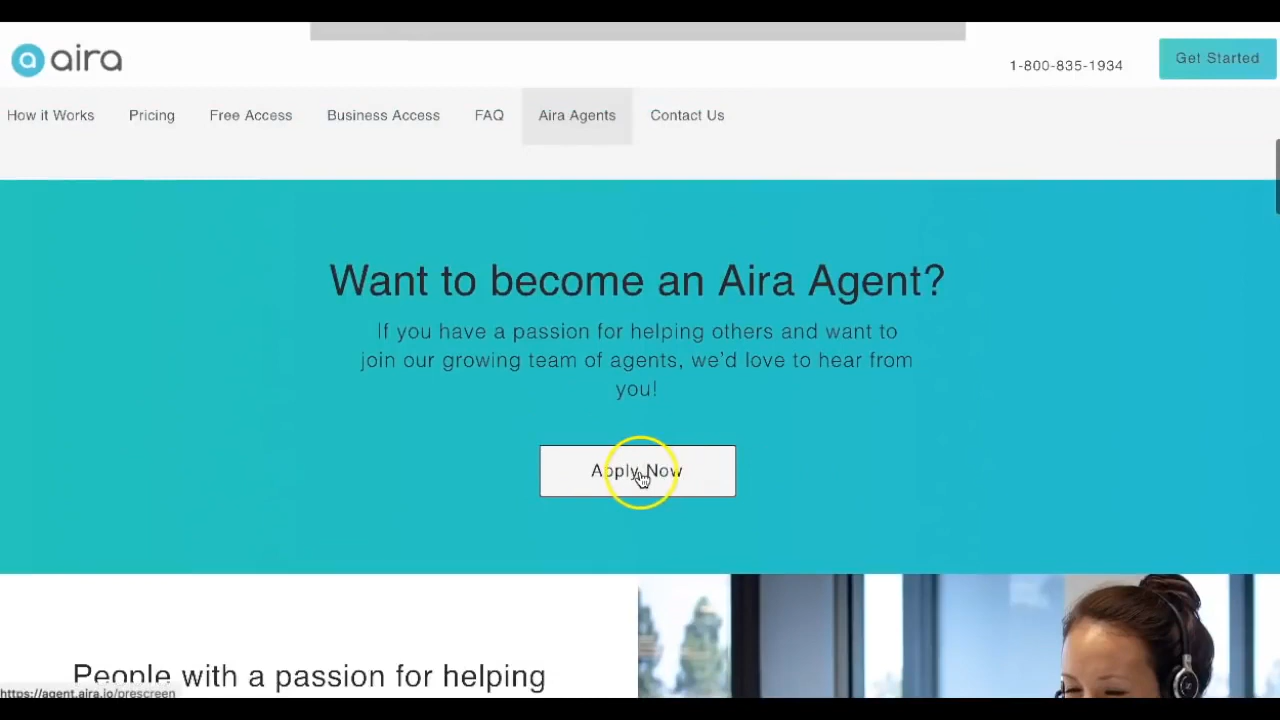 aira
1-800-835-1934
Get Started
How it Works
Pricing
Free Access
Business Access
FAQ
Aira Agents
Contact Us
Want to become an Aira Agent?
If you have a passion for helping others and want to
join our growing team of agents, we'd love to hear from
you!
Apply Now
People with a passion for helping
https://agent.aira.io/prescreen